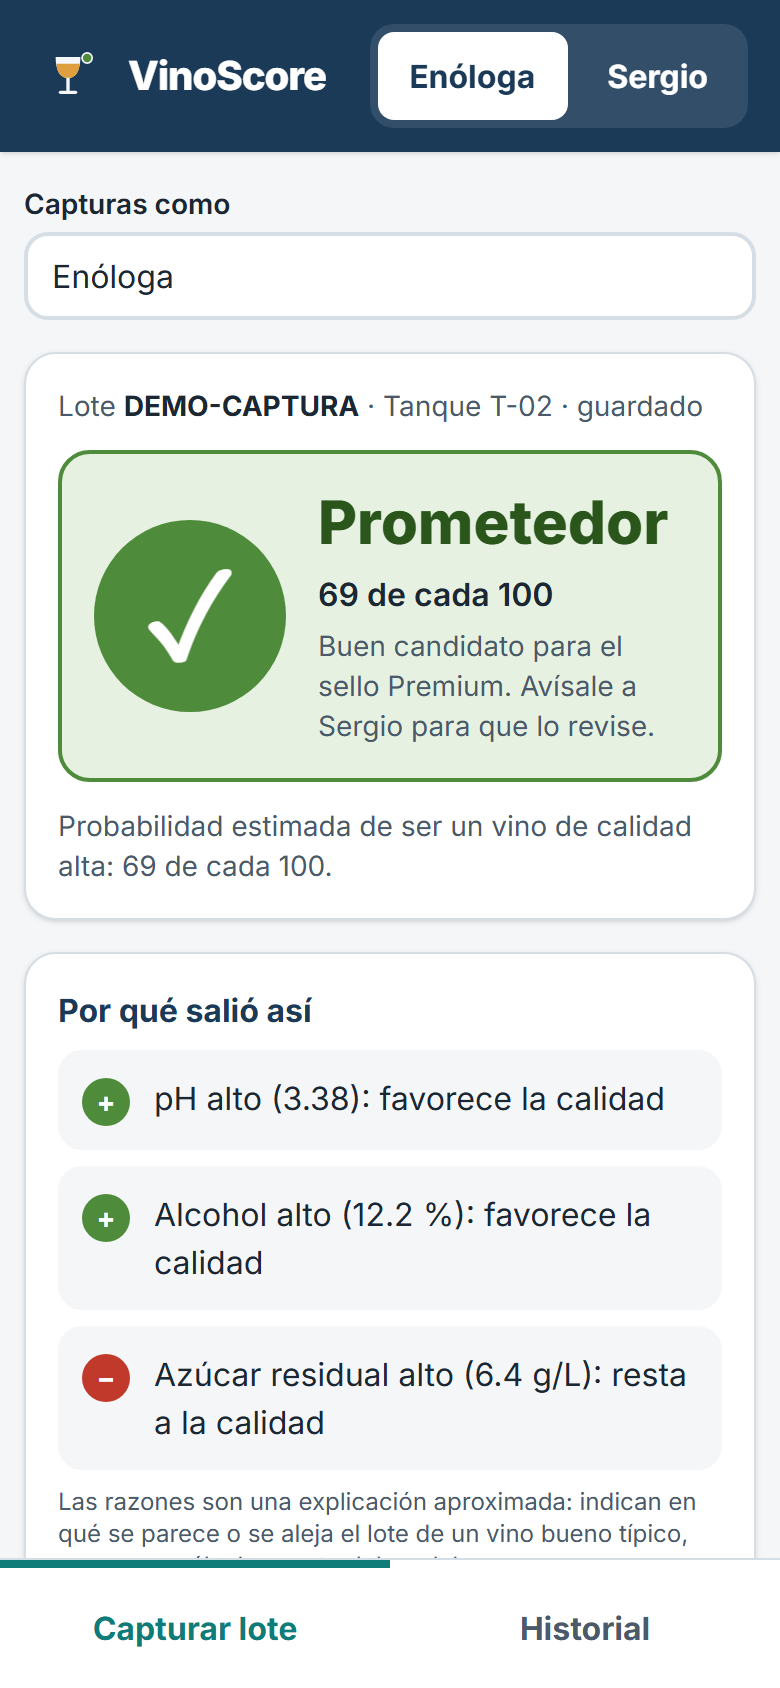 VinoScore
Enóloga
Sergio
Capturas como
Enóloga
Lote DEMO-CAPTURA · Tanque T-02 · guardado
Prometedor
69 de cada 100
Buen candidato para el
sello Premium. Avísale a
Sergio para que lo revise.
Probabilidad estimada de ser un vino de calidad
alta: 69 de cada 100.
Por qué salió así
+ pH alto (3.38): favorece la calidad
+ Alcohol alto (12.2 %): favorece la
calidad
– Azúcar residual alto (6.4 g/L): resta
a la calidad
Las razones son una explicación aproximada: indican en
qué se parece o se aleja el lote de un vino bueno típico,
Capturar lote
Historial